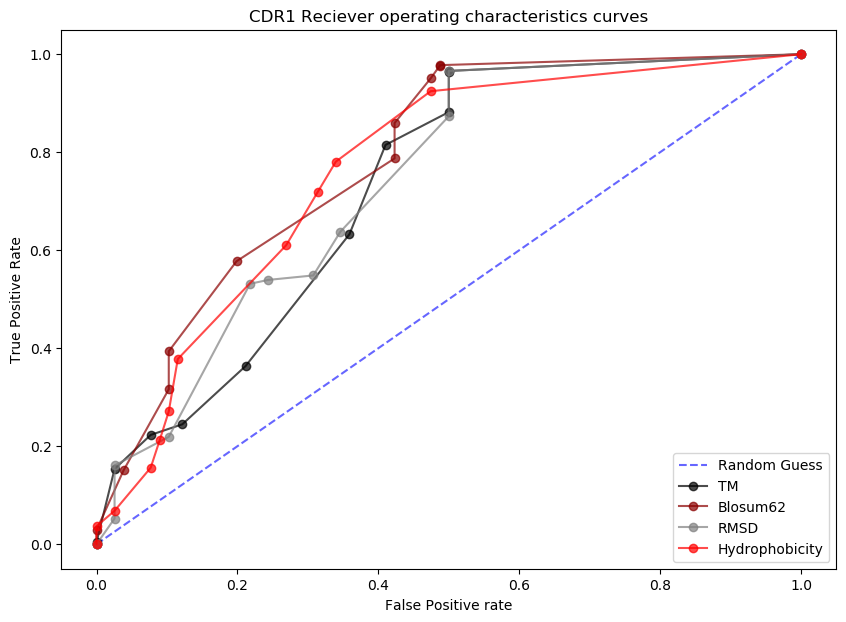 CDR1 Reciever operating characteristics curves
True Positive Rate
1.0
0.8
0.6
0.4
0.2
0.0
0.0 0.2 0.4 0.6 0.8 1.0
False Positive rate
Random Guess
TM
Blosum62
RMSD
Hydrophobicity